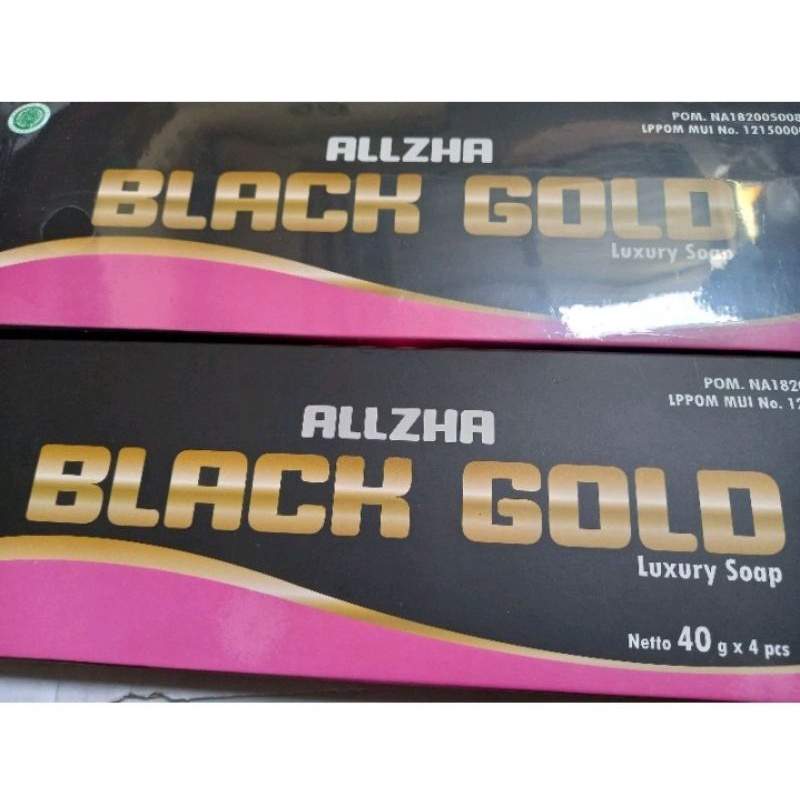 POM. NA182005008
LPPOM MUI No. 12150000
ALLZHA
BLACK GOLD
Luxury Soap
POM. NA1820
LPPOM MUI No. 12
ALLZHA
BLACK GOLD
Luxury Soap
Netto 40 g x 4 pcs